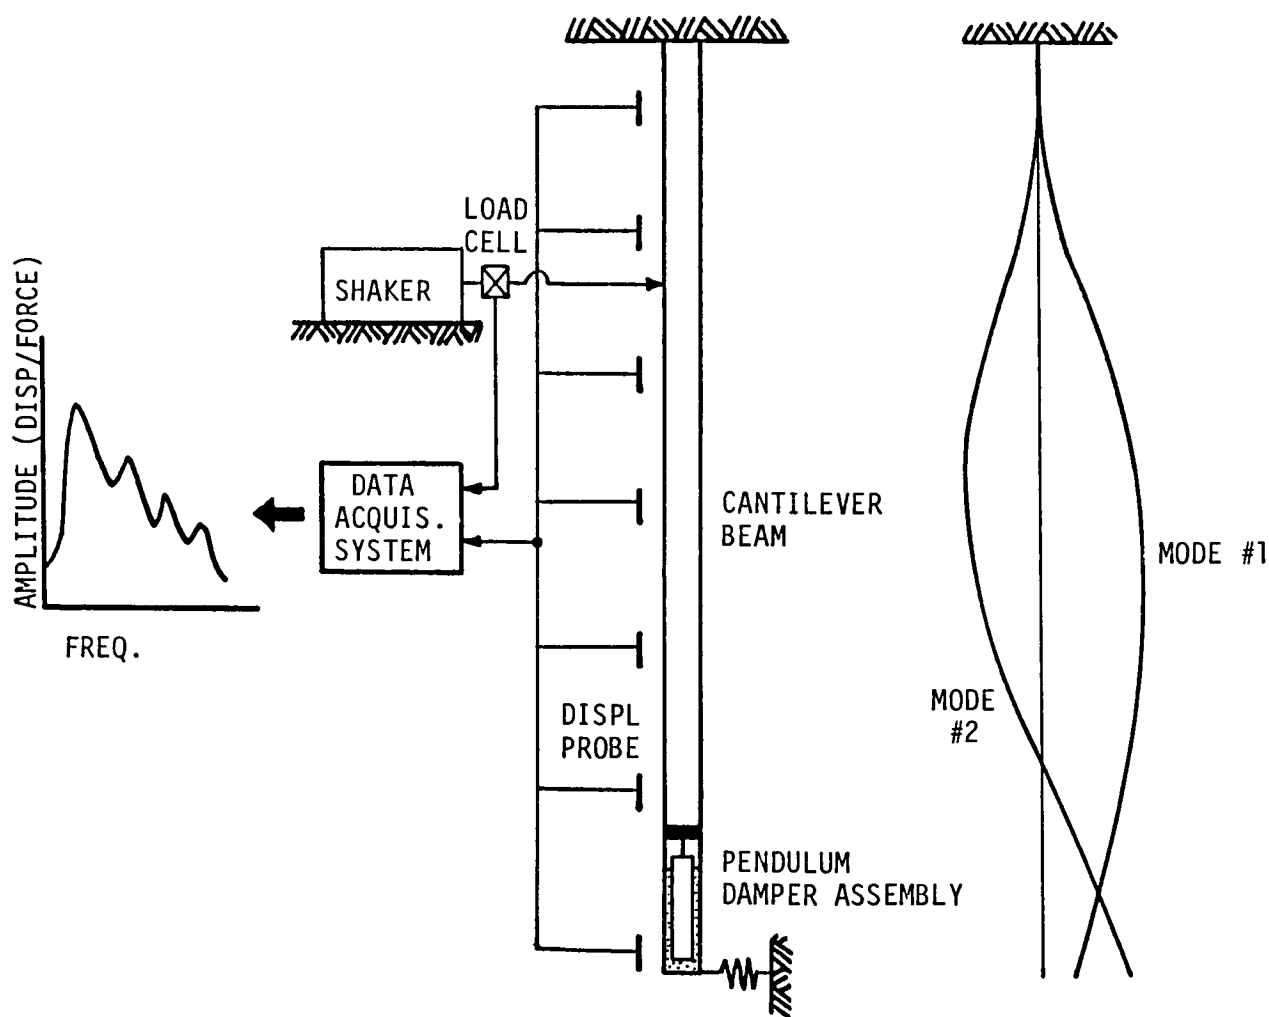 LOAD
CELL
SHAKER
AMPLITUDE (DISP/FORCE)
DATA
ACQUIS.
SYSTEM
FREQ.
CANTILEVER
BEAM
MODE #1
MODE
#2
DISPL
PROBE
PENDULUM
DAMPER ASSEMBLY